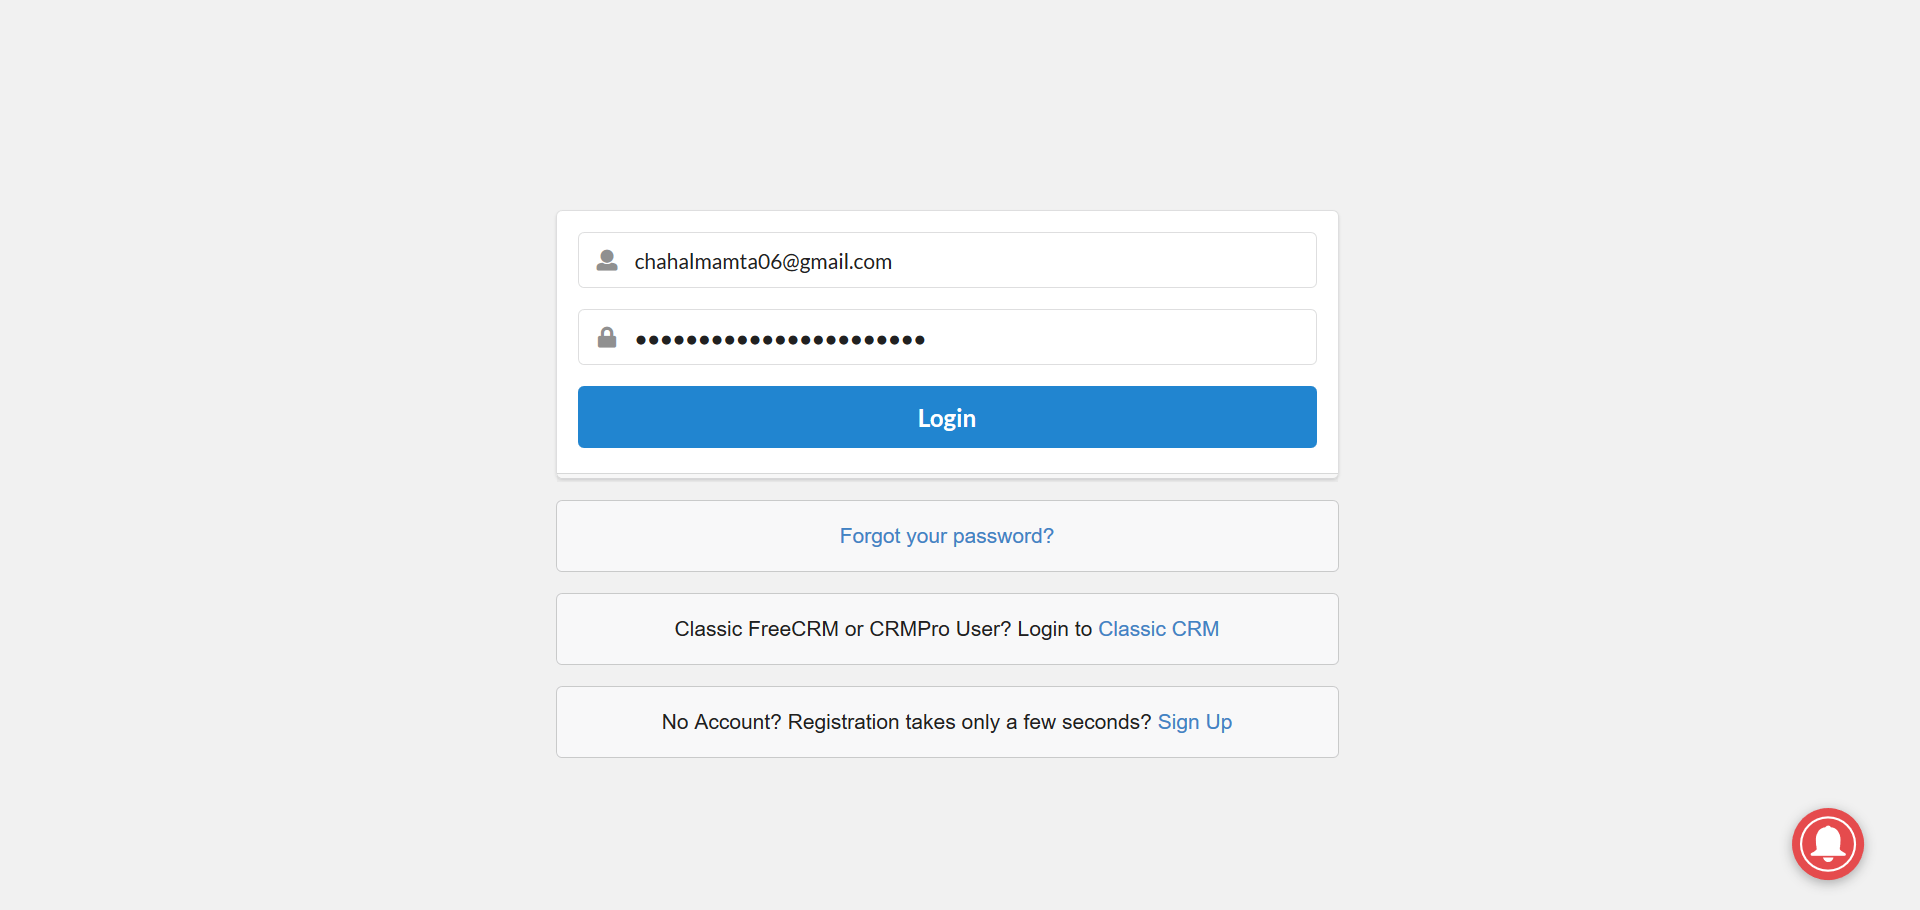 chahalmamta06@gmail.com
•••••••••••••••••••••••
Login
Forgot your password?
Classic FreeCRM or CRMPro User? Login to Classic CRM
No Account? Registration takes only a few seconds? Sign Up